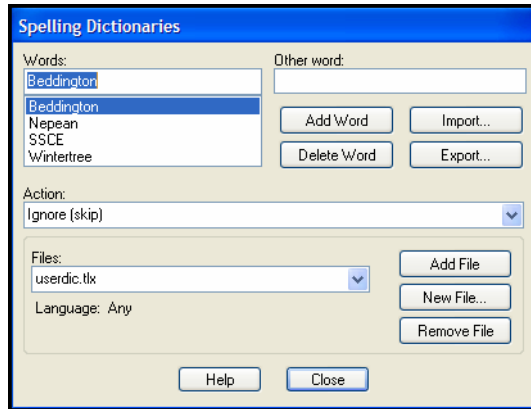 Spelling Dictionaries
Words:
Other word:
Beddington
Beddington
Nepean
SSCE
Wintertree
Add Word
Import...
Delete Word
Export...
Action:
Ignore (skip)
Files:
userdic.tlx
Language: Any
Add File
New File...
Remove File
Help
Close